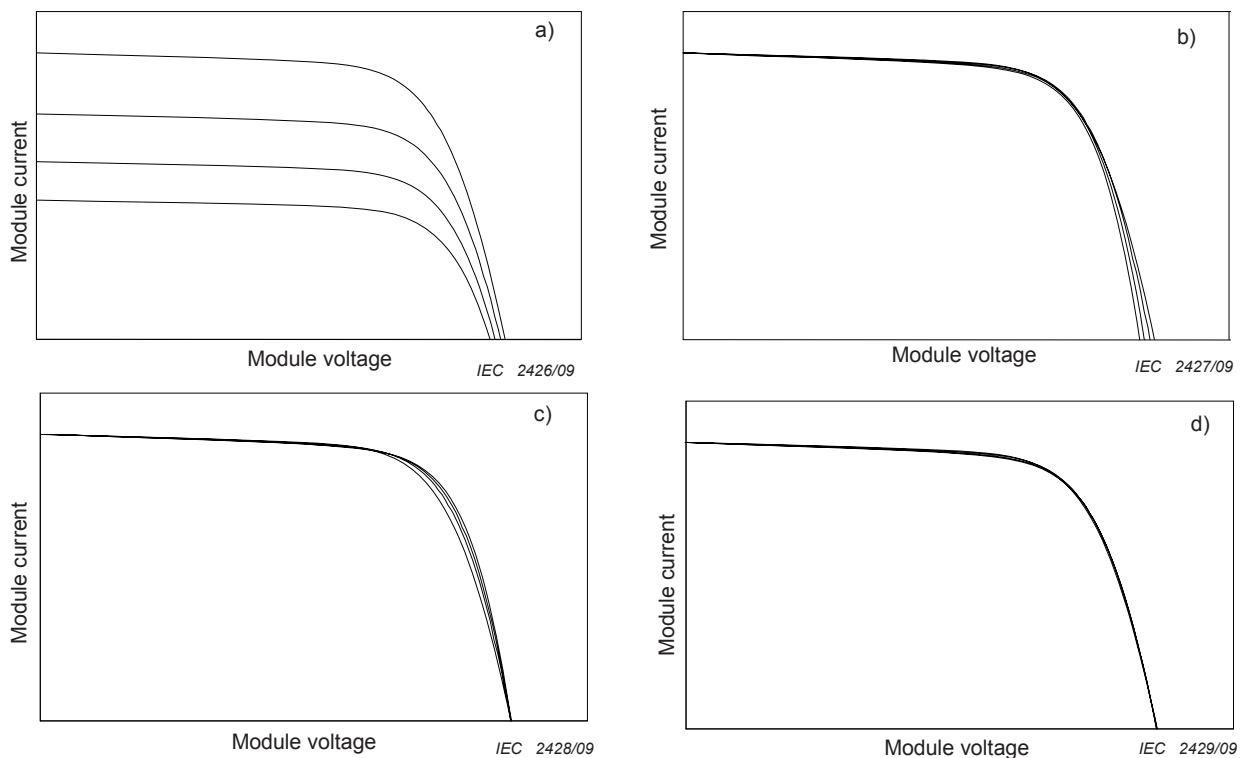 a)
Module current
Module voltage
IEC 2426/09
b)
Module current
Module voltage
IEC 2427/09
c)
Module current
Module voltage
IEC 2428/09
d)
Module current
Module voltage
IEC 2429/09